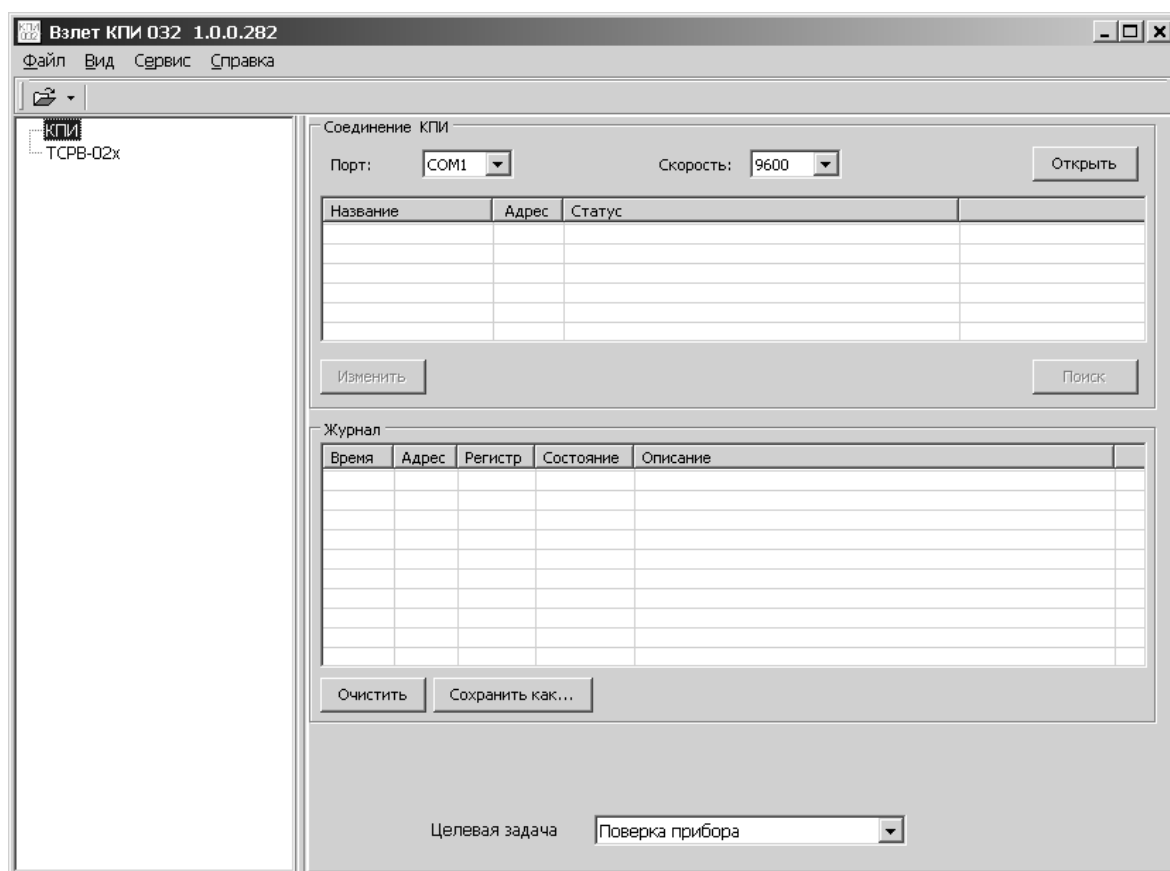 КПИ 032
Взлет КПИ 032 1.0.0.282
Файл Вид Сервис Справка
КПИ
ТСРВ-02х
Соединение КПИ
Порт: COM1 Скорость: 9600 Открыть
Название Адрес Статус
Изменить Поиск
Журнал
Время Адрес Регистр Состояние Описание
Очистить Сохранить как...
Целевая задача Поверка прибора